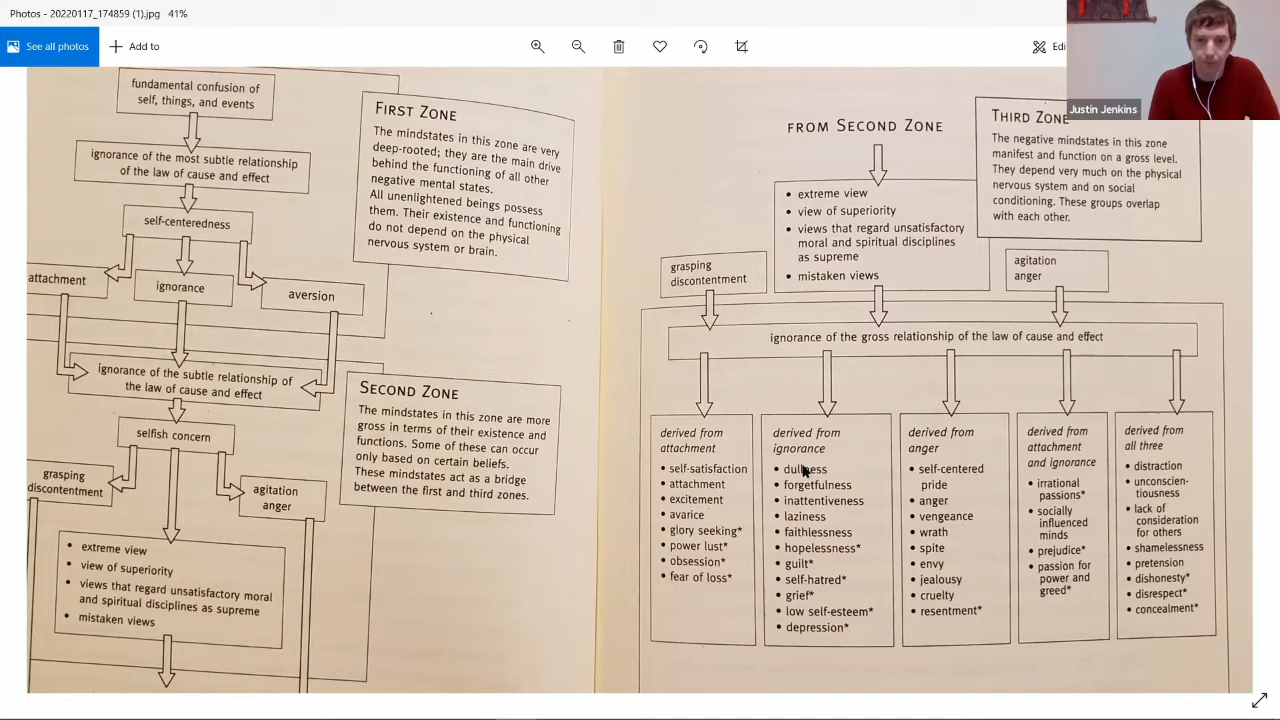 Photos - 20220117_174859 (1).jpg   41%
See all photos
Add to
Justin Jenkins
fundamental confusion of
self, things, and events
ignorance of the most subtle relationship
of the law of cause and effect
self-centeredness
attachment
ignorance
aversion
FIRST ZONE
The mindstates in this zone are very
deep-rooted; they are the main drive
behind the functioning of all other
negative mental states.
All unenlightened beings possess
them. Their existence and functioning
do not depend on the physical
nervous system or brain.
ignorance of the subtle relationship of
the law of cause and effect
selfish concern
grasping
discontentment
agitation
anger
SECOND ZONE
The mindstates in this zone are more
gross in terms of their existence and
functions. Some of these can occur
only based on certain beliefs.
These mindstates act as a bridge
between the first and third zones.
• extreme view
• view of superiority
• views that regard unsatisfactory moral
and spiritual disciplines as supreme
• mistaken views
FROM SECOND ZONE
• extreme view
• view of superiority
• views that regard unsatisfactory
moral and spiritual disciplines
as supreme
• mistaken views
THIRD ZONE
The negative mindstates in this zone
manifest and function on a gross level.
They depend very much on the physical
nervous system and on social
conditioning. These groups overlap
with each other.
grasping
discontentment
agitation
anger
ignorance of the gross relationship of the law of cause and effect
derived from
attachment
• self-satisfaction
• attachment
• excitement
• avarice
• glory seeking*
• power lust*
• obsession*
• fear of loss*
derived from
ignorance
• dullness
• forgetfulness
• inattentiveness
• laziness
• faithlessness
• hopelessness*
• guilt*
• self-hatred*
• grief*
• low self-esteem*
• depression*
derived from
anger
• self-centered
pride
• anger
• vengeance
• wrath
• spite
• envy
• jealousy
• cruelty
• resentment*
derived from
attachment
and ignorance
• irrational
passions*
• socially
influenced
minds
• prejudice*
• passion for
power and
greed*
derived from
all three
• distraction
• unconscien-
tiousness
• lack of
consideration
for others
• shamelessness
• pretension
• dishonesty*
• disrespect*
• concealment*